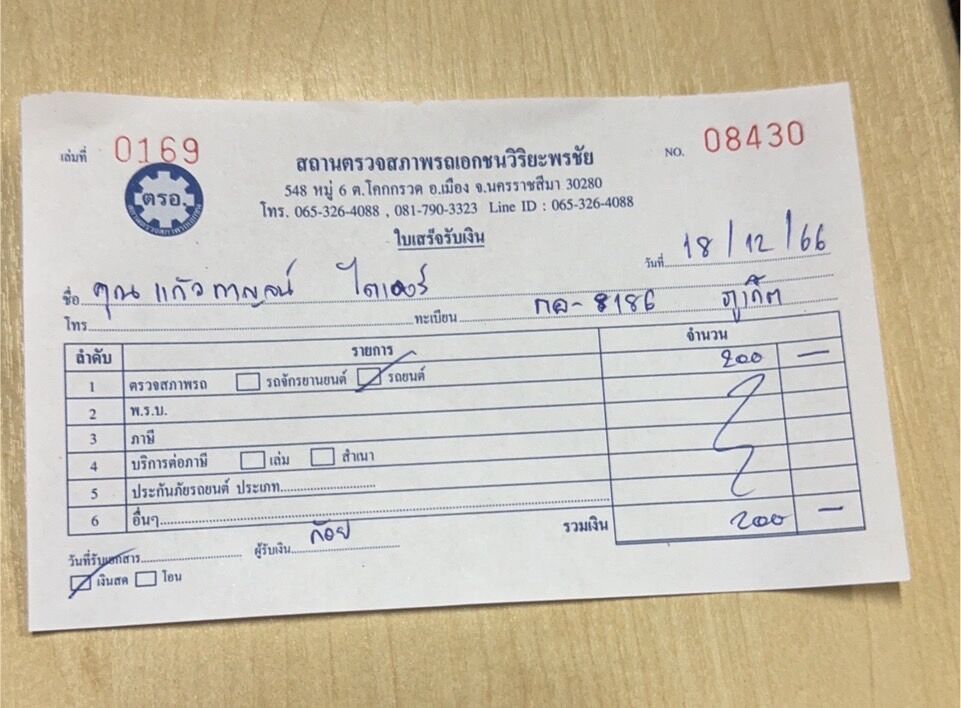 เล่มที่ 0169
NO. 08430
ตรอ.
สถานตรวจสภาพรถเอกชนวิริยะพรชัย
548 หมู่ 6 ต.โคกกรวด อ.เมือง จ.นครราชสีมา 30280
โทร. 065-326-4088 , 081-790-3323 Line ID : 065-326-4088
ใบเสร็จรับเงิน
วันที่ 18/12/66
ชื่อ คุณ แก้วกาญจน์
โทร ทะเบียน 8186 ภูเก็ต
ลำดับ รายการ จำนวน
1 ตรวจสภาพรถ รถจักรยานยนต์ รถยนต์ 200 —
2 พ.ร.บ.
3 ภาษี
4 บริการต่อภาษี เล่ม สำเนา
5 ประกันภัยรถยนต์ ประเภท
6 อื่นๆ
รวมเงิน 200 —
วันที่รับเอกสาร ผู้รับเงิน ก้อย
เงินสด โอน